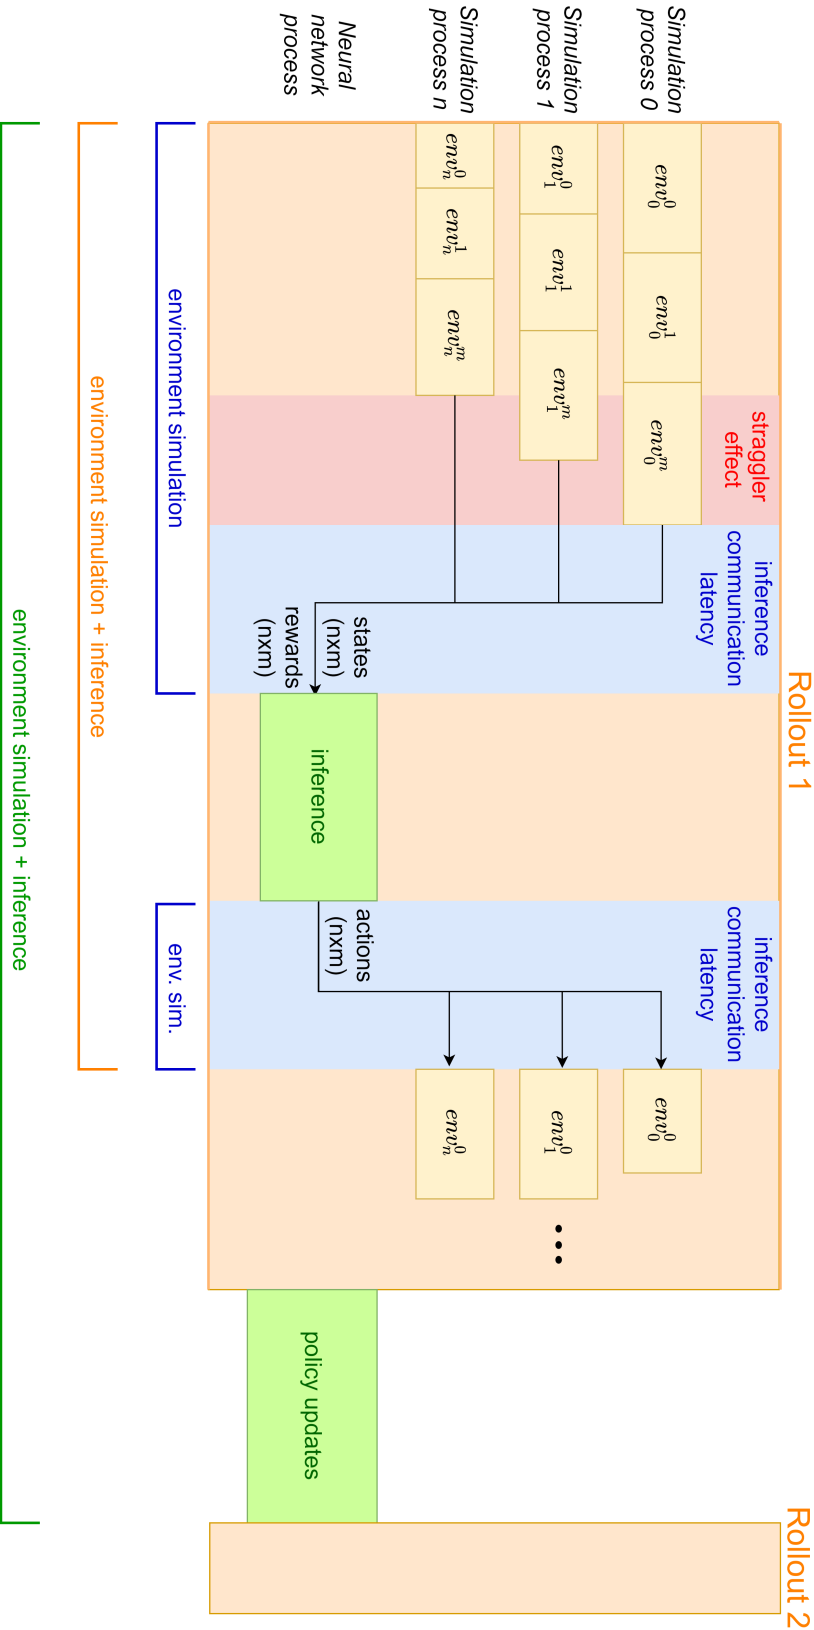 Rollout 1
Rollout 2
straggler
effect
inference
communication
latency
inference
communication
latency
Simulation
process 0
env_0^0
env_0^1
env_0^m
env_0^0
Simulation
process 1
env_1^0
env_1^1
env_1^m
env_1^0
...
Simulation
process n
env_n^0
env_n^1
env_n^m
env_n^0
Neural
network
process
states
(nxm)
rewards
(nxm)
inference
actions
(nxm)
policy updates
environment simulation
env. sim.
environment simulation + inference
environment simulation + inference